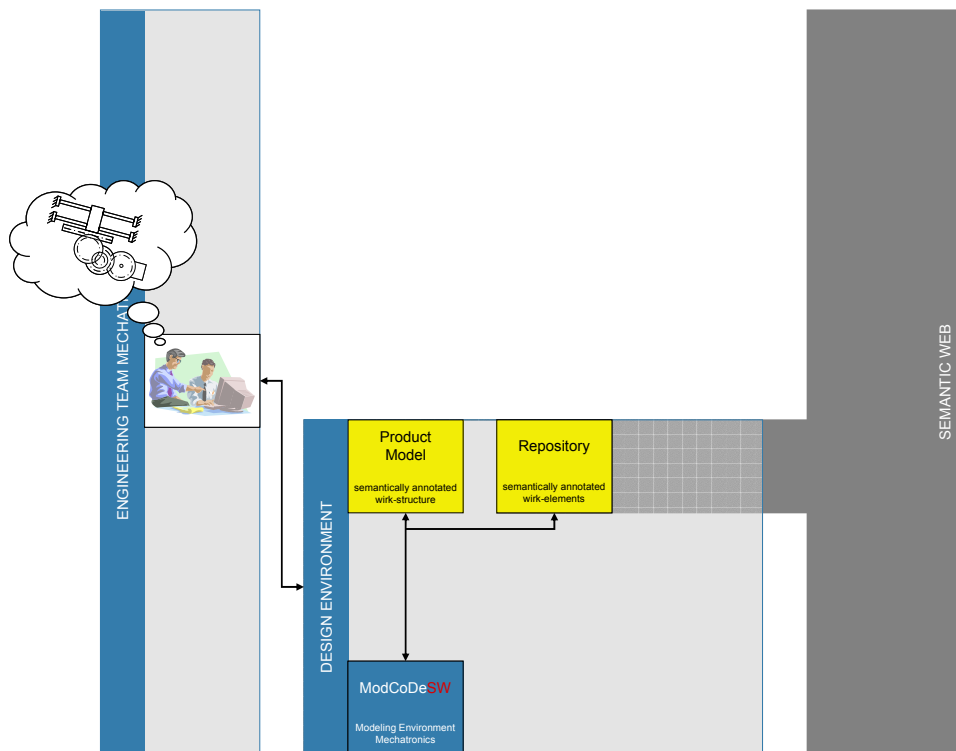 ENGINEERING TEAM MECHAT
Product
Model
semantically annotated
wirk-structure
Repository
semantically annotated
wirk-elements
DESIGN ENVIRONMENT
ModCoDeSW
Modeling Environment
Mechatronics
SEMANTIC WEB